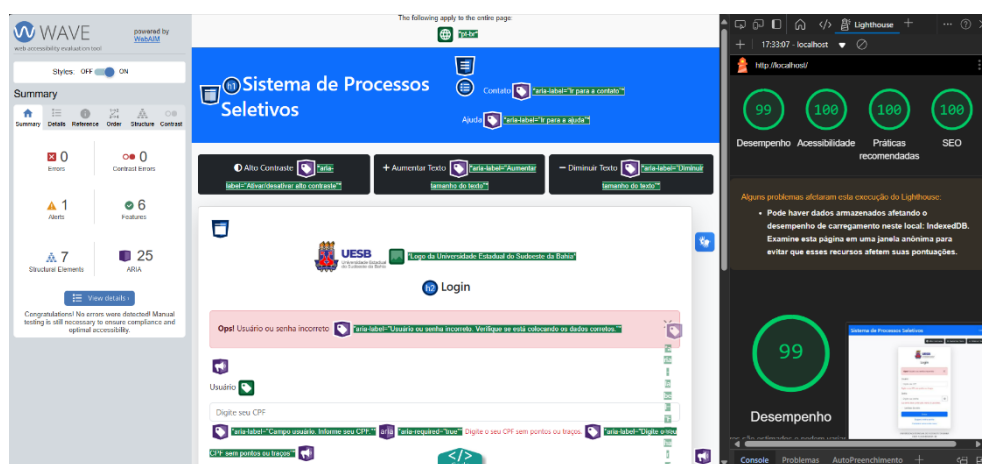 WAVE
web accessibility evaluation tool
powered by
WebAIM
Styles: OFF ON
Summary
Summary Details Reference Order Structure Contrast
0 Errors
0 Contrast Errors
1 Alerts
6 Features
7 Structural Elements
25 ARIA
View details ›
Congratulations! No errors were detected! Manual
testing is still necessary to ensure compliance and
optimal accessibility.
The following apply to the entire page:
"pt-br"
h1 Sistema de Processos
Seletivos
Contato *aria-label="Ir para a contato"*
Ajuda *aria-label="Ir para a ajuda"*
Alto Contraste *aria-
label="Ativar/desativar alto contraste"*
+ Aumentar Texto *aria-label="Aumentar
tamanho do texto"*
− Diminuir Texto *aria-label="Diminuir
tamanho do texto"*
UESB
Universidade Estadual
do Sudoeste da Bahia
"Logo da Universidade Estadual do Sudoeste da Bahia"
h2 Login
Ops! Usuário ou senha incorreto *aria-label="Usuário ou senha incorreto. Verifique se está colocando os dados corretos."*
Usuário
Digite seu CPF
*aria-label="Campo usuário. Informe seu CPF."* aria *aria-required="true"* Digite o seu CPF sem pontos ou traços. *aria-label="Digite o seu
CPF sem pontos ou traços"*
Lighthouse
17:33:07 - localhost
http://localhost/
99
100
100
100
Desempenho
Acessibilidade
Práticas
recomendadas
SEO
Alguns problemas afetaram esta execução do Lighthouse:
• Pode haver dados armazenados afetando o
desempenho de carregamento neste local: IndexedDB.
Examine esta página em uma janela anônima para
evitar que esses recursos afetem suas pontuações.
99
Desempenho
Sistema de Processos Seletivos
UESB
Login
Console Problemas AutoPreenchimento